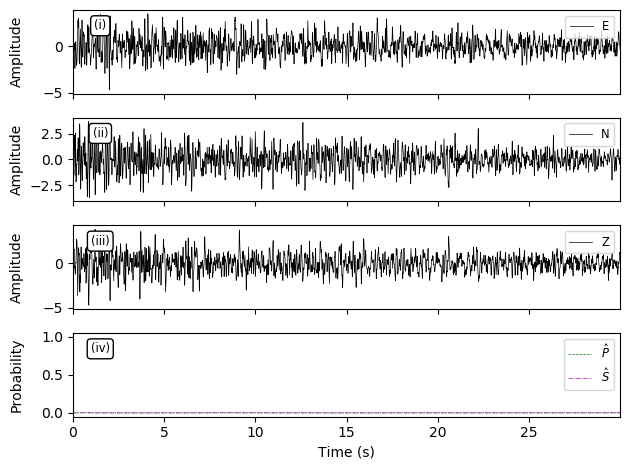 Amplitude
(i)
E
0
−5
Amplitude
(ii)
N
2.5
0.0
−2.5
Amplitude
(iii)
Z
0
−5
Probability
(iv)
P̂
Ŝ
1.0
0.5
0.0
0 5 10 15 20 25
Time (s)